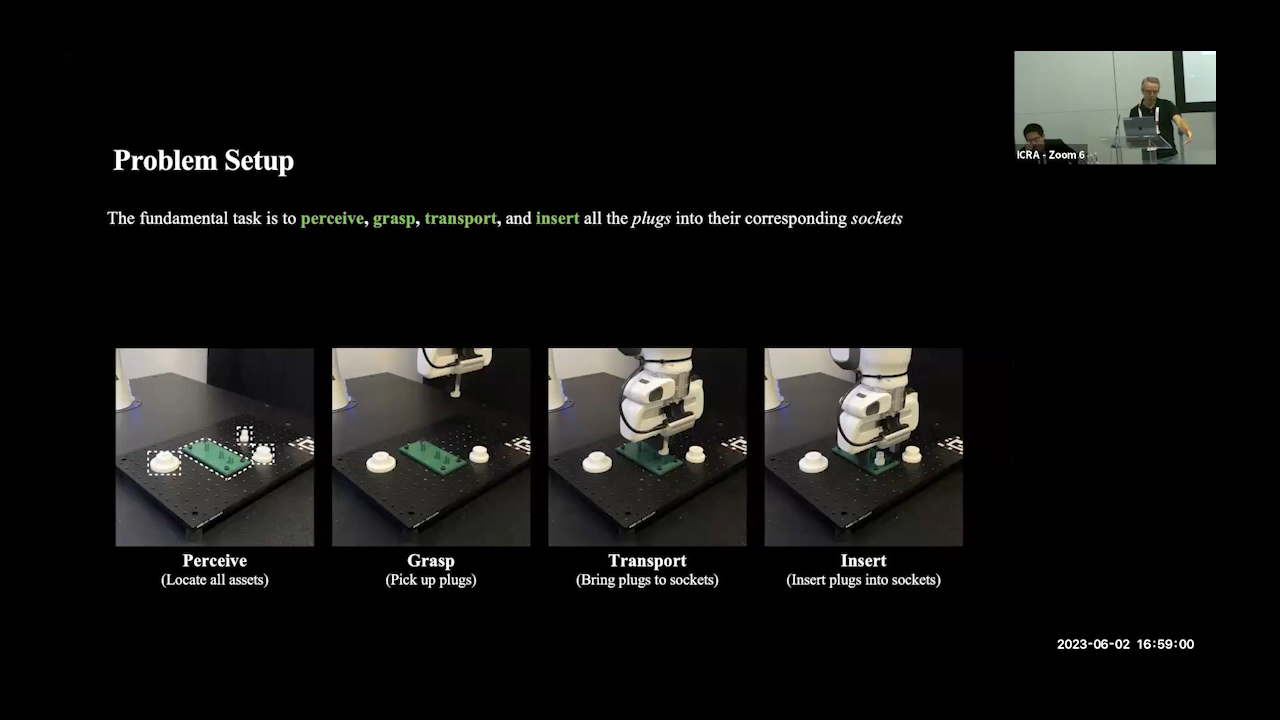 Problem Setup
The fundamental task is to perceive, grasp, transport, and insert all the plugs into their corresponding sockets
Perceive
(Locate all assets)
Grasp
(Pick up plugs)
Transport
(Bring plugs to sockets)
Insert
(Insert plugs into sockets)
ICRA - Zoom 6
2023-06-02 16:59:00